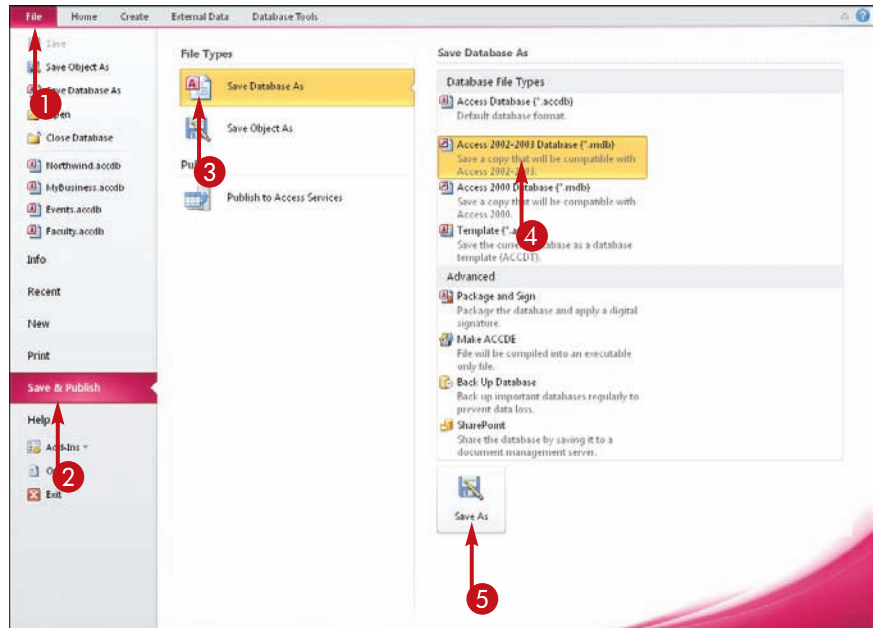 File Home Create External Data Database Tools
Save
Save Object As
Save Database As
Close Database
Northwind.accdb
MyBusiness.accdb
Events.accdb
Faculty.accdb
Info
Recent
New
Print
Save & Publish
Help
Add-Ins
Exit
1
2
File Types
Save Database As
Save Object As
3
Publish to Access Services
Save Database As
Database File Types
Access Database (*.accdb)
Default database format.
Access 2002-2003 Database (*.mdb)
Save a copy that will be compatible with
Access 2002-2003.
Access 2000 Database (*.mdb)
Save a copy that will be compatible with
Access 2000.
Template
Save the current database as a database
template (ACCDT).
4
Advanced
Package and Sign
Package the database and apply a digital
signature.
Make ACCDE
File will be compiled into an executable
only file.
Back Up Database
Back up important databases regularly to
prevent data loss.
SharePoint
Share the database by saving it to a
document management server.
Save As
5